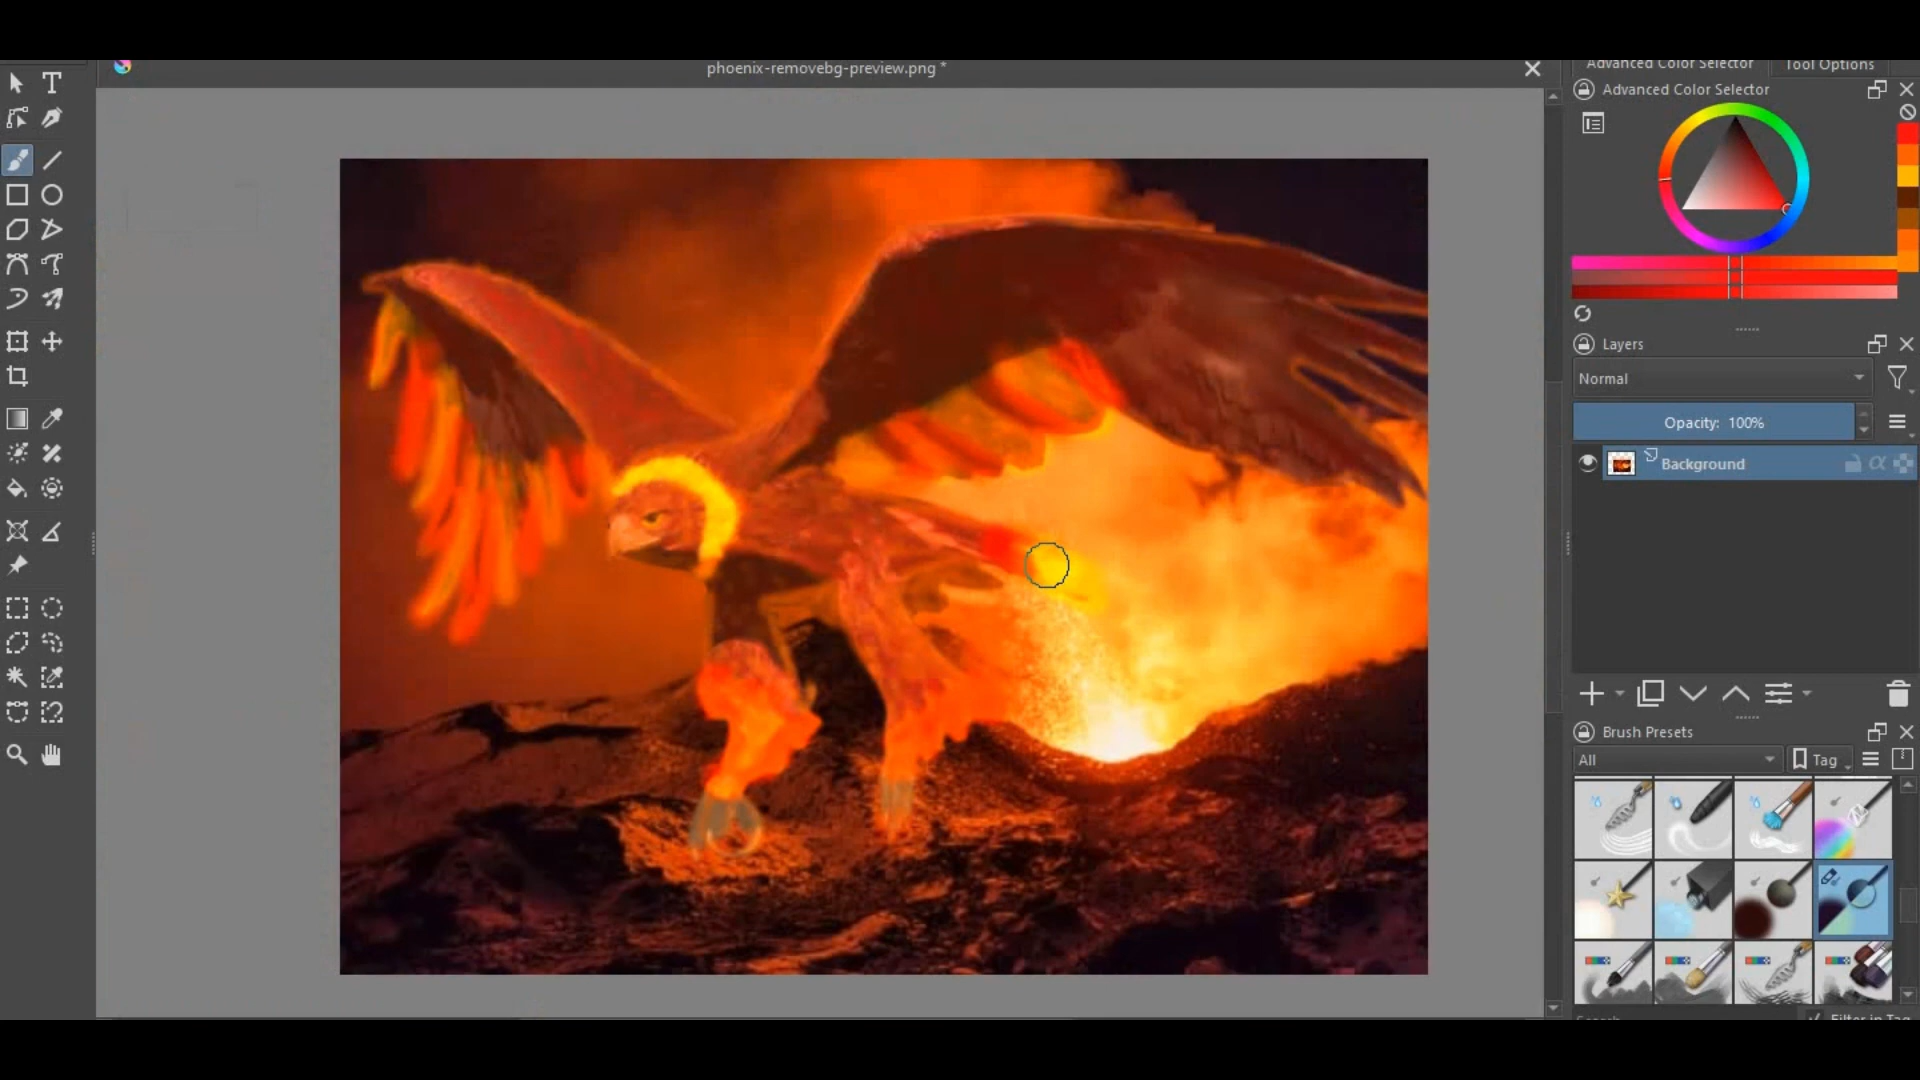 phoenix-removebg-preview.png *
Advanced Color Selector
Tool Options
Advanced Color Selector
Layers
Normal
Opacity: 100%
Background
Brush Presets
All
Tag
Search
Filter in Tag